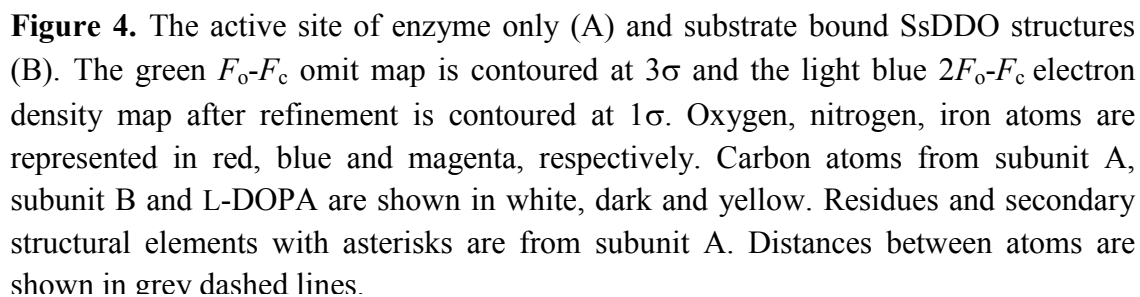 Figure 4. The active site of enzyme only (A) and substrate bound SsDDO structures
(B). The green Fo-Fc omit map is contoured at 3σ and the light blue 2Fo-Fc electron
density map after refinement is contoured at 1σ. Oxygen, nitrogen, iron atoms are
represented in red, blue and magenta, respectively. Carbon atoms from subunit A,
subunit B and L-DOPA are shown in white, dark and yellow. Residues and secondary
structural elements with asterisks are from subunit A. Distances between atoms are
shown in grey dashed lines.